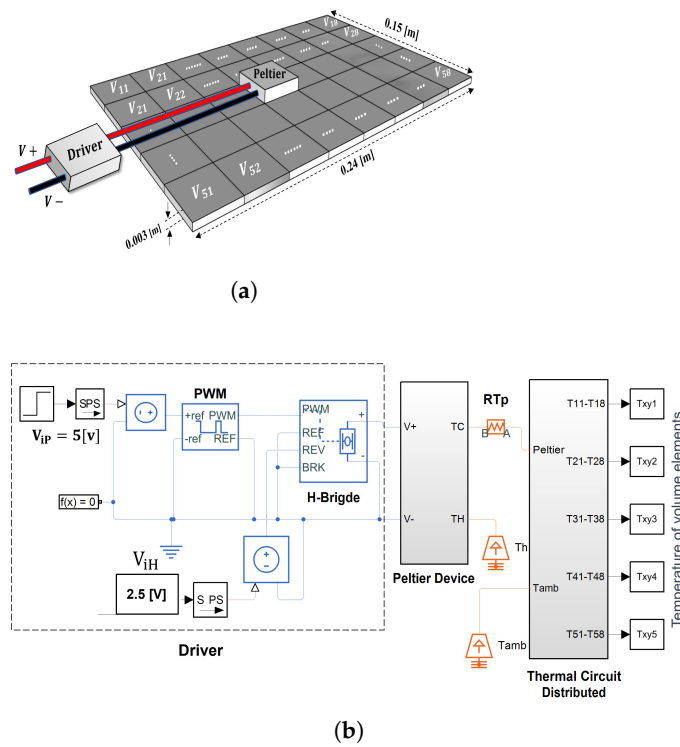 V18
0.15 [m]
V28
V11 V21 ...... ....
Peltier
V21 V22 ......
V58
V +
Driver
V −
V51 V52 .... ....
0.24 [m]
0.003 [m]
(a)
PWM
SPS
+ref PWM
-ref REF
PWM
REF
REV
BRK
+
-
H-Brigde
ViP = 5[v]
f(x) = 0
ViH
2.5 [V]
S PS
Driver
V+ TC
V- TH
Peltier Device
RTp
B A
Th
Tamb
Peltier
Tamb
T11-T18
T21-T28
T31-T38
T41-T48
T51-T58
Thermal Circuit
Distributed
Txy1
Txy2
Txy3
Txy4
Txy5
Temperature of volume elements
(b)